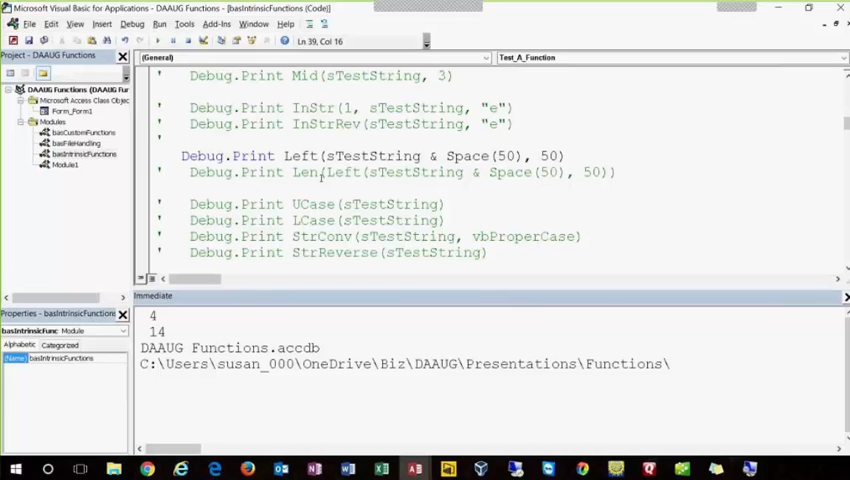 Microsoft Visual Basic for Applications - DAAUG Functions - [basIntrinsicFunctions (Code)]
File Edit View Insert Debug Run Tools Add-Ins Window Help
Ln 39, Col 16
Project - DAAUG Functions
(General)
Test_A_Function
DAAUG Functions (DAAUG Fur
Microsoft Access Class Objec
Form_Form1
Modules
basCustomFunctions
basFileHandling
basIntrinsicFunctions
Module1
' Debug.Print Mid(sTestString, 3)
' Debug.Print InStr(1, sTestString, "e")
' Debug.Print InStrRev(sTestString, "e")
'
Debug.Print Left(sTestString & Space(50), 50)
' Debug.Print Len(Left(sTestString & Space(50), 50))
' Debug.Print UCase(sTestString)
' Debug.Print LCase(sTestString)
' Debug.Print StrConv(sTestString, vbProperCase)
' Debug.Print StrReverse(sTestString)
Properties - basIntrinsicFunctions
basIntrinsicFunc Module
Alphabetic Categorized
(Name) basIntrinsicFunctions
Immediate
4
14
DAAUG Functions.accdb
C:\Users\susan_000\OneDrive\Biz\DAAUG\Presentations\Functions\